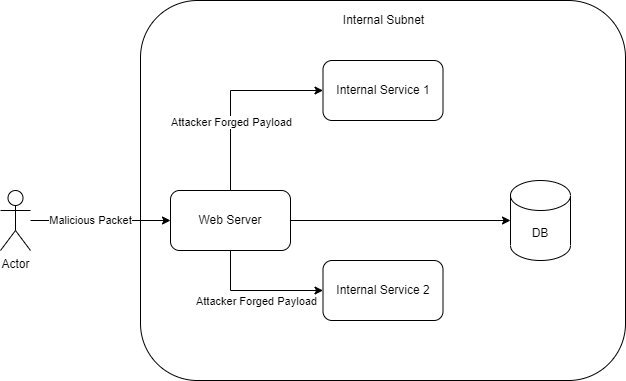 Internal Subnet
Internal Service 1
Attacker Forged Payload
Malicious Packet
Web Server
DB
Actor
Internal Service 2
Attacker Forged Payload